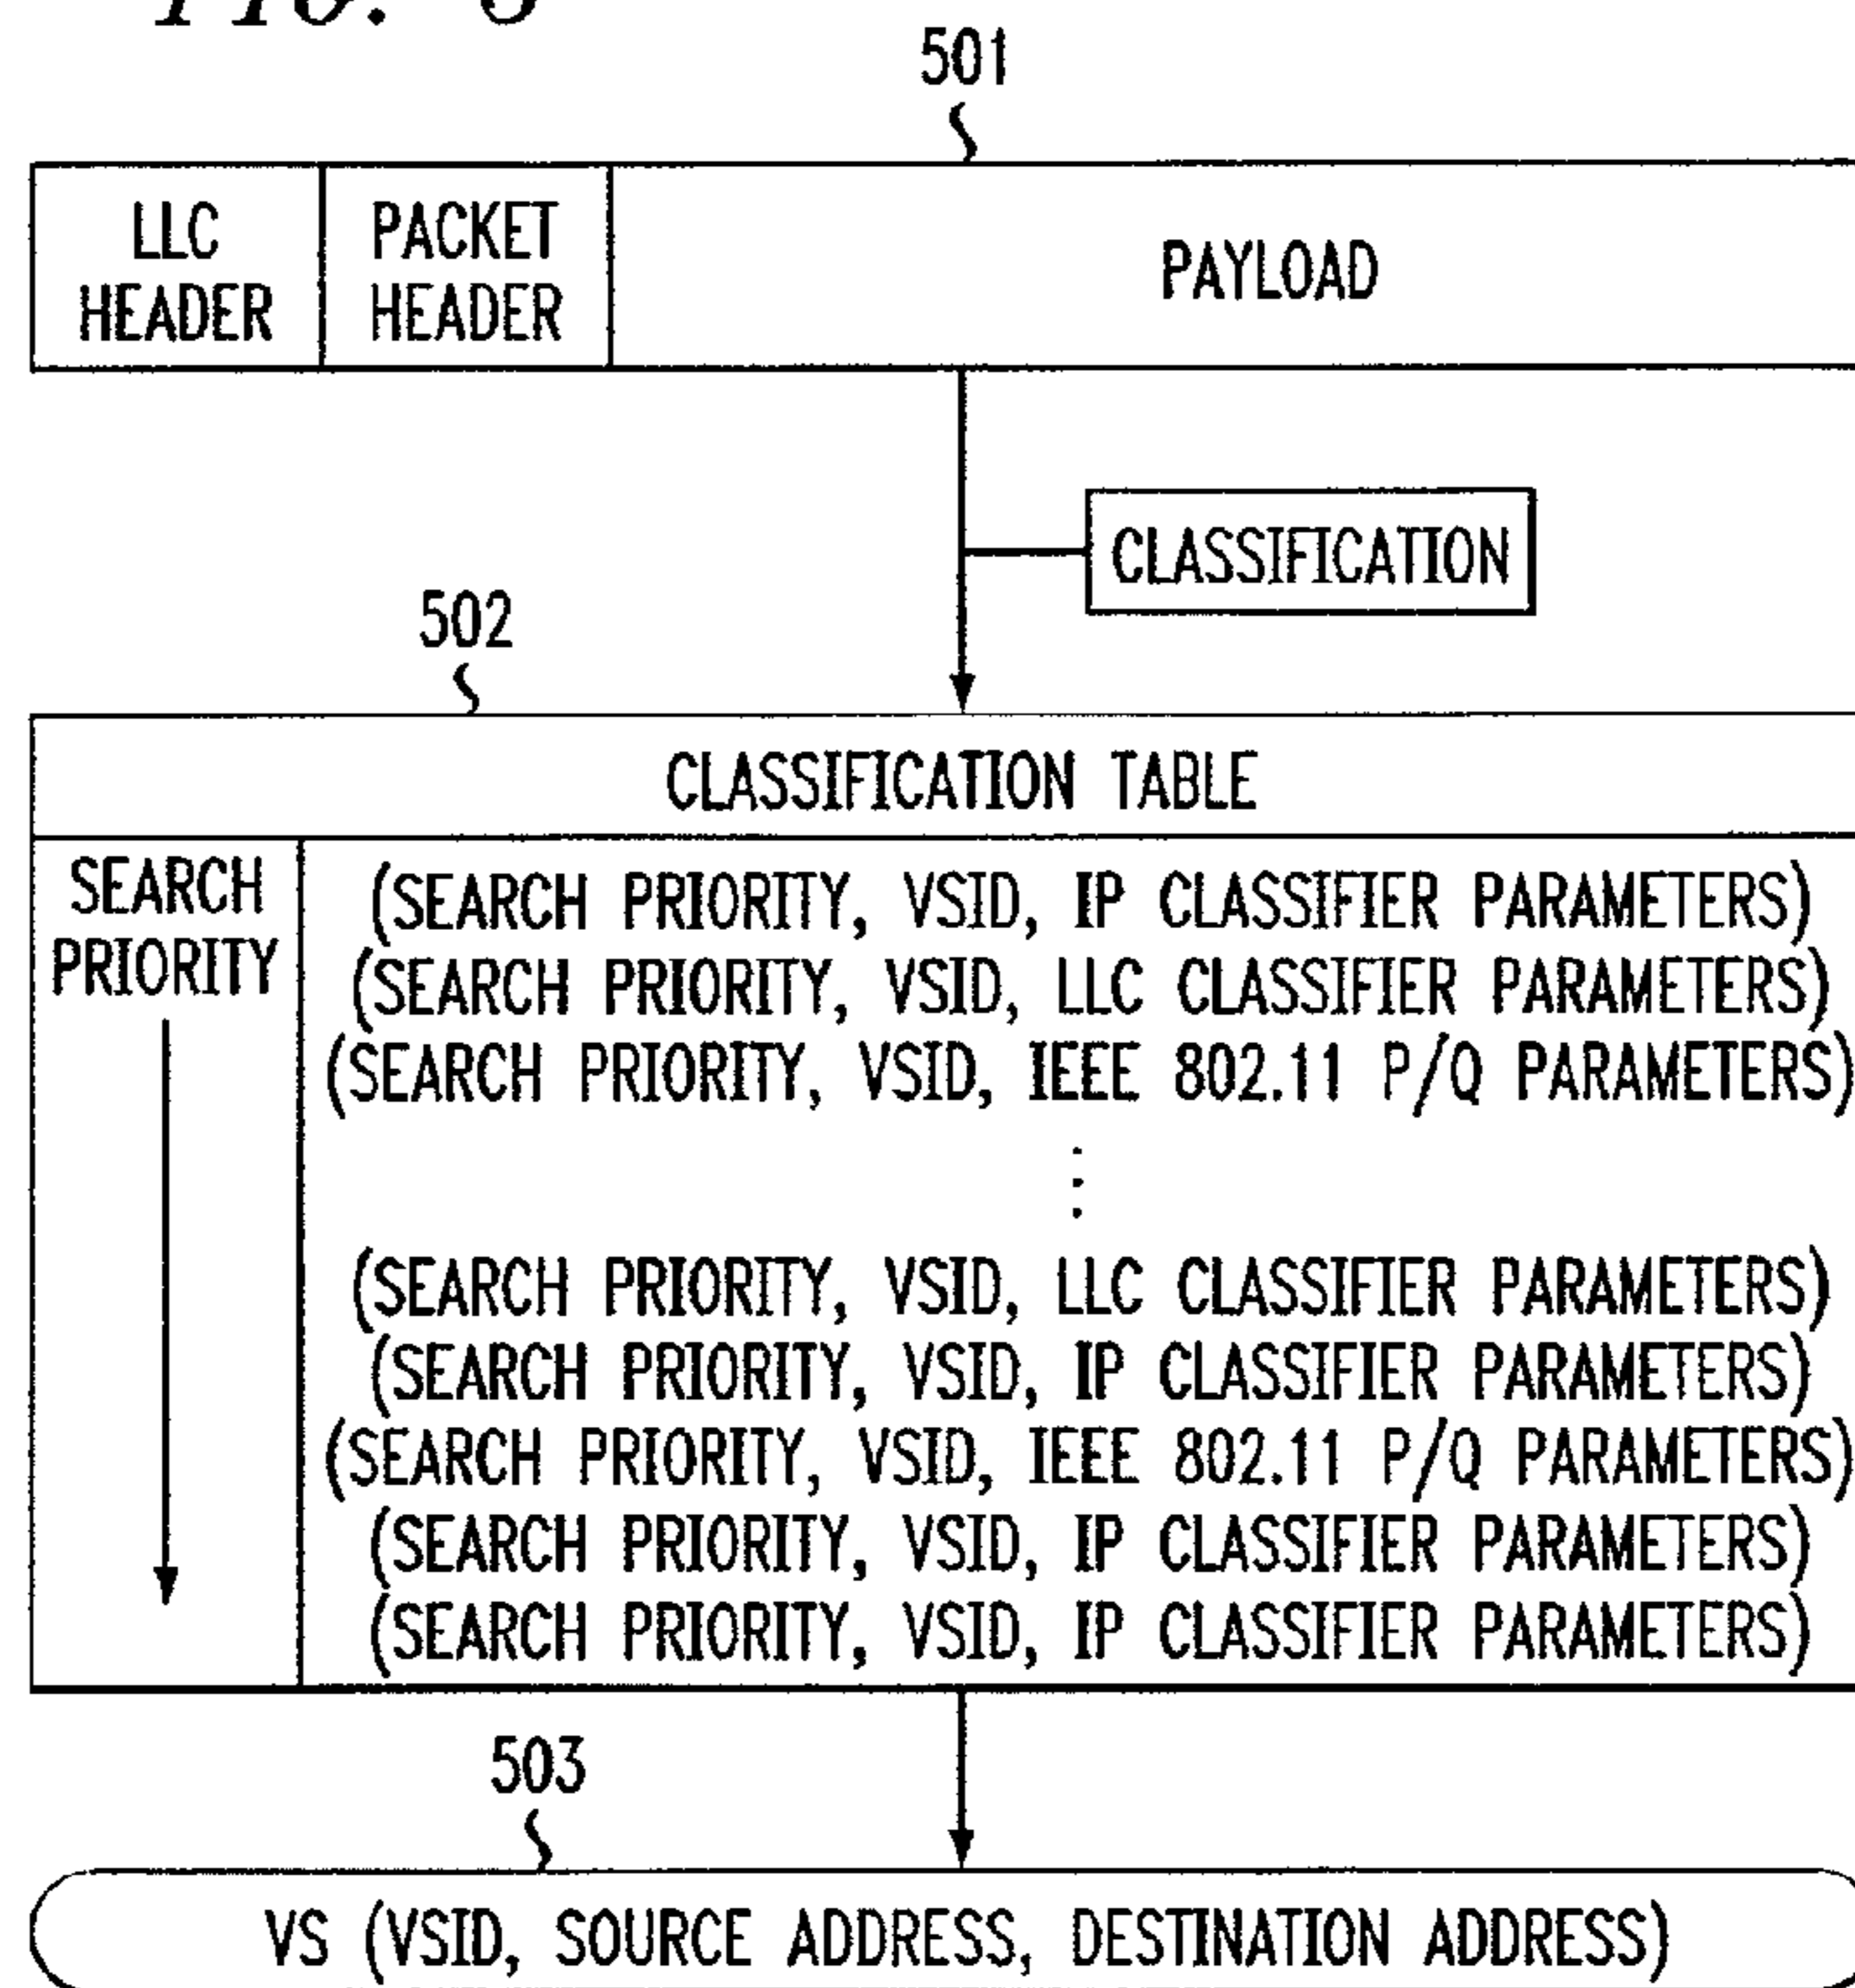 FIG. 5
501
LLC HEADER
PACKET HEADER
PAYLOAD
CLASSIFICATION
502
CLASSIFICATION TABLE
SEARCH PRIORITY
(SEARCH PRIORITY, VSID, IP CLASSIFIER PARAMETERS)
(SEARCH PRIORITY, VSID, LLC CLASSIFIER PARAMETERS)
(SEARCH PRIORITY, VSID, IEEE 802.11 P/Q PARAMETERS)
⋮
(SEARCH PRIORITY, VSID, LLC CLASSIFIER PARAMETERS)
(SEARCH PRIORITY, VSID, IP CLASSIFIER PARAMETERS)
(SEARCH PRIORITY, VSID, IEEE 802.11 P/Q PARAMETERS)
(SEARCH PRIORITY, VSID, IP CLASSIFIER PARAMETERS)
(SEARCH PRIORITY, VSID, IP CLASSIFIER PARAMETERS)
503
VS (VSID, SOURCE ADDRESS, DESTINATION ADDRESS)